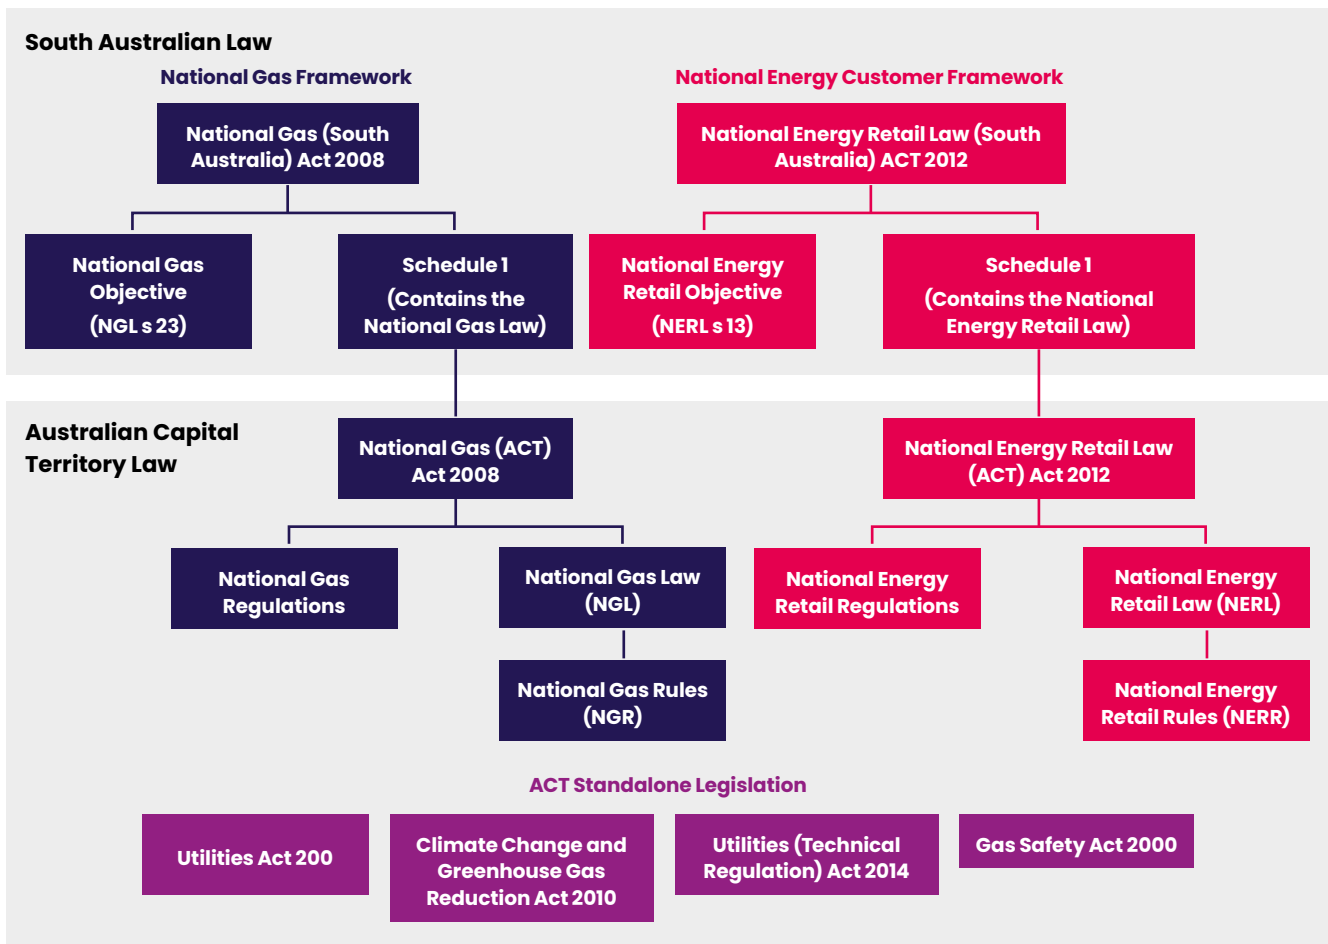 South Australian Law
National Gas Framework
National Energy Customer Framework
National Gas (South
Australia) Act 2008
National Energy Retail Law (South
Australia) ACT 2012
National Gas
Objective
(NGL s 23)
Schedule 1
(Contains the
National Gas Law)
National Energy
Retail Objective
(NERL s 13)
Schedule 1
(Contains the National
Energy Retail Law)
Australian Capital
Territory Law
National Gas (ACT)
Act 2008
National Energy Retail Law
(ACT) Act 2012
National Gas
Regulations
National Gas Law
(NGL)
National Energy
Retail Regulations
National Energy
Retail Law (NERL)
National Gas Rules
(NGR)
National Energy
Retail Rules (NERR)
ACT Standalone Legislation
Utilities Act 200
Climate Change and
Greenhouse Gas
Reduction Act 2010
Utilities (Technical
Regulation) Act 2014
Gas Safety Act 2000